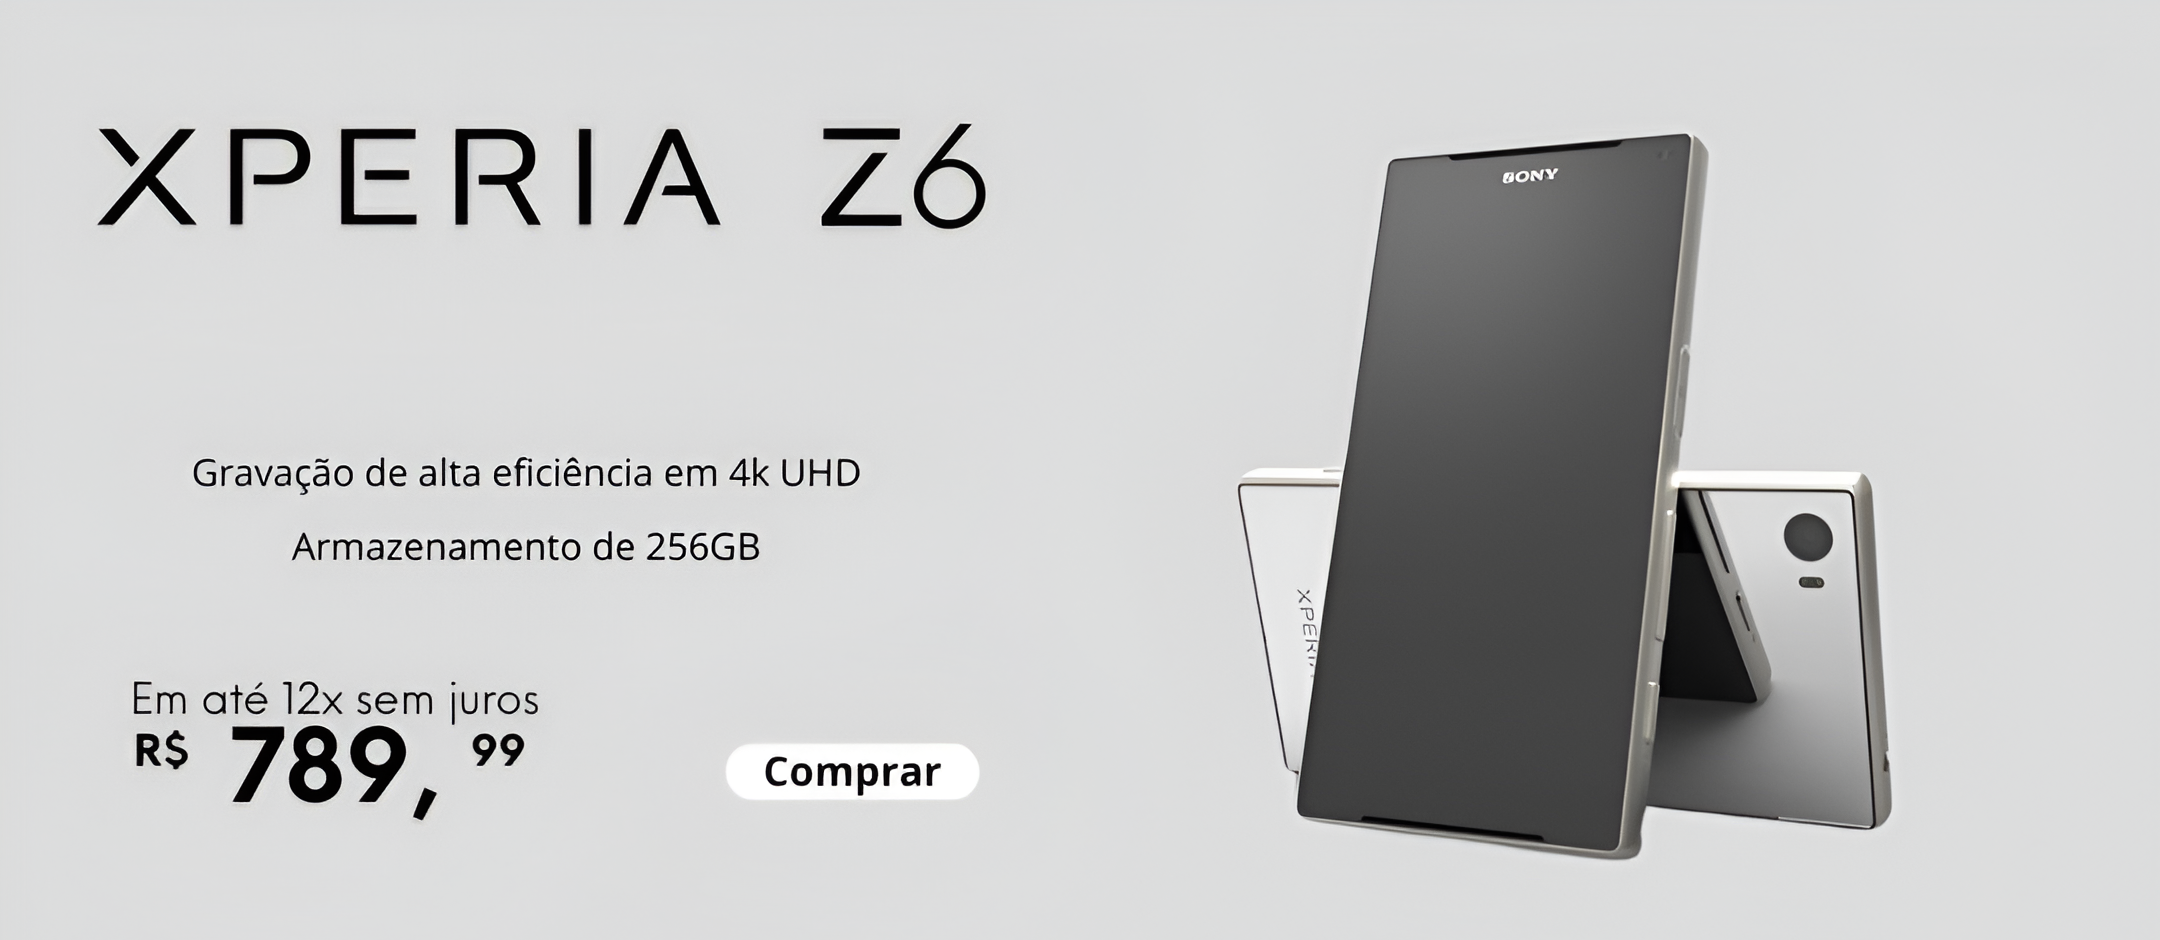 XPERIA Z6
Gravação de alta eficiência em 4k UHD
Armazenamento de 256GB
Em até 12x sem juros
R$ 789, 99
Comprar
SONY
XPERIA